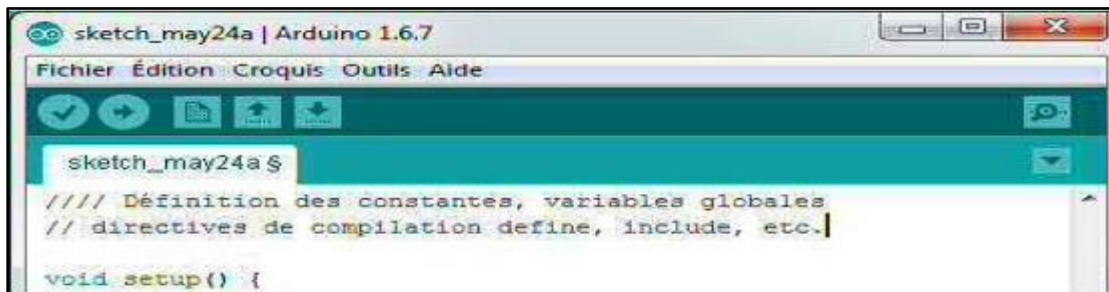 sketch_may24a | Arduino 1.6.7
Fichier Édition Croquis Outils Aide
sketch_may24a §
//// Définition des constantes, variables globales
// directives de compilation define, include, etc.
void setup() {